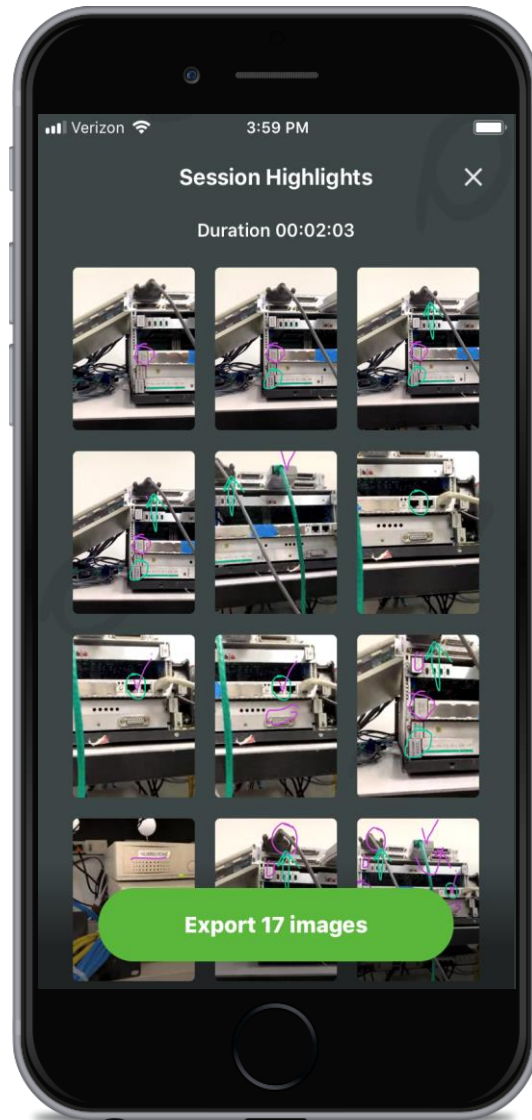 Verizon 3:59 PM
Session Highlights
Duration 00:02:03
Export 17 images